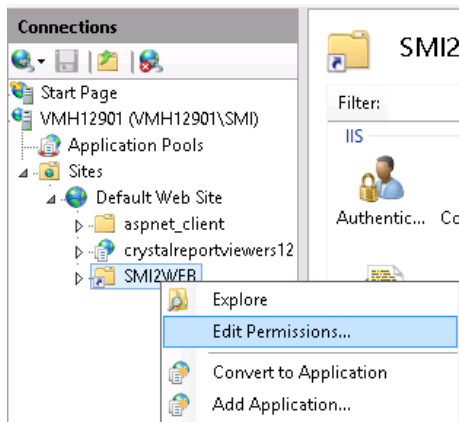 Connections
Start Page
VMH12901 (VMH12901\SMI)
Application Pools
Sites
Default Web Site
aspnet_client
crystalreportviewers12
SMI2WEB
Explore
Edit Permissions...
Convert to Application
Add Application...
SMI2
Filter:
IIS
Authentic... Co